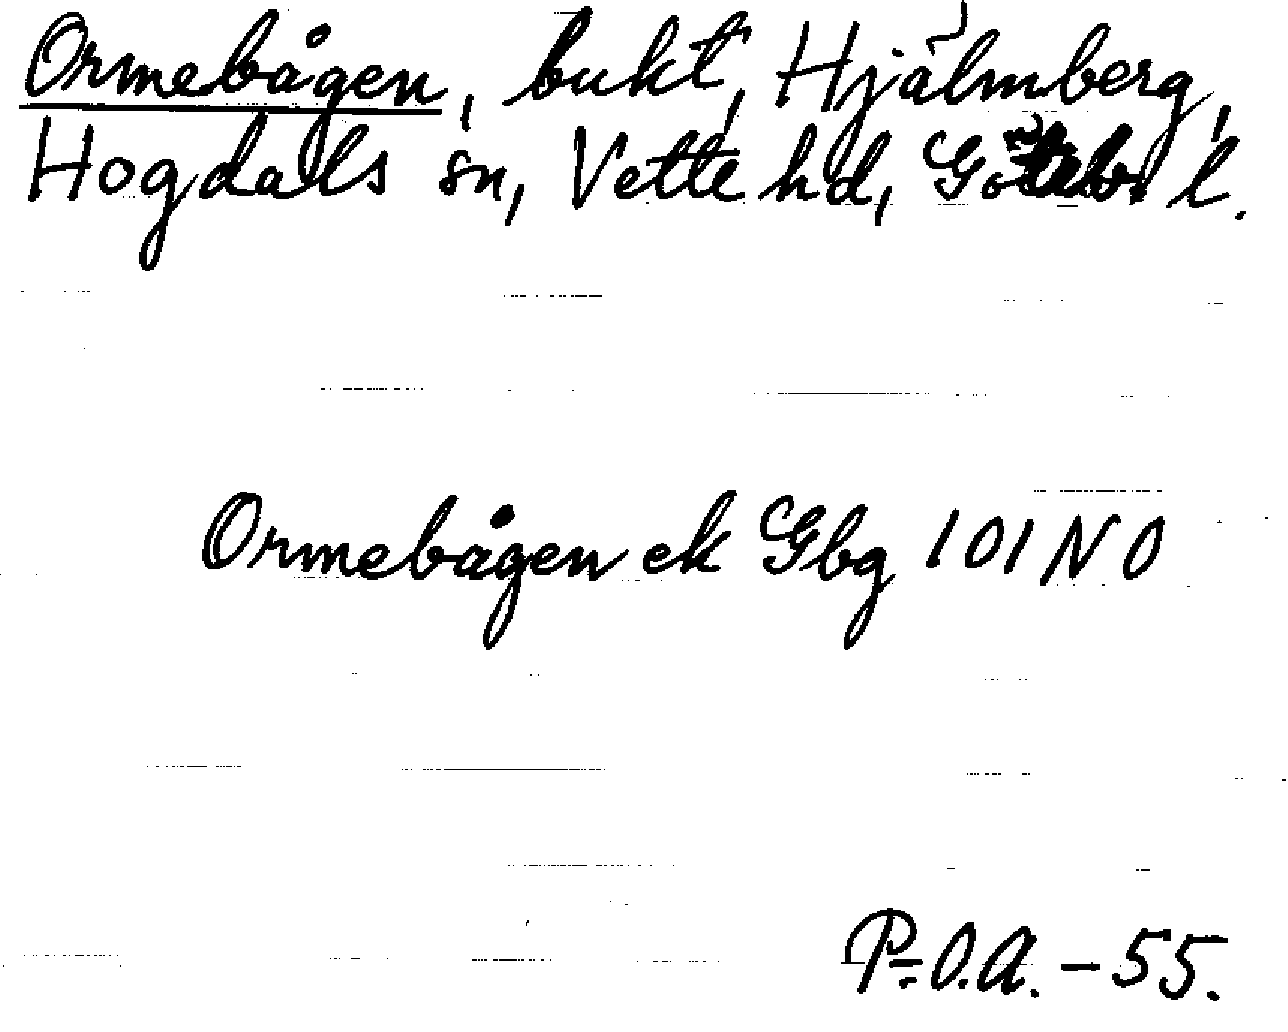 Ormebågen, bukt, Hjälmberg,
Hogdals sn, Vette hd, Göteb l.
Ormebågen ek Gbg 101 NO
P-O.A. - 55.